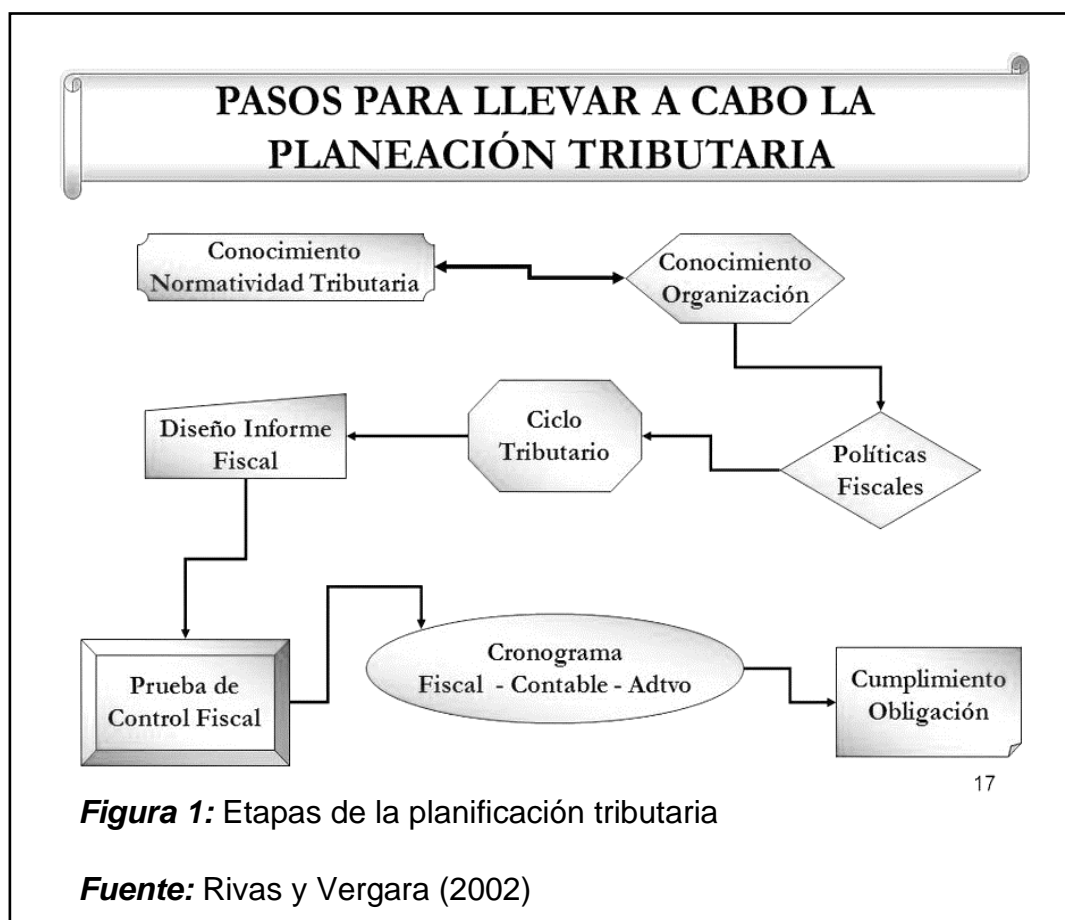 PASOS PARA LLEVAR A CABO LA
PLANEACIÓN TRIBUTARIA
Conocimiento
Normatividad Tributaria
Conocimiento
Organización
Políticas
Fiscales
Ciclo
Tributario
Diseño Informe
Fiscal
Prueba de
Control Fiscal
Cronograma
Fiscal - Contable - Adtvo
Cumplimiento
Obligación
17
Figura 1: Etapas de la planificación tributaria
Fuente: Rivas y Vergara (2002)